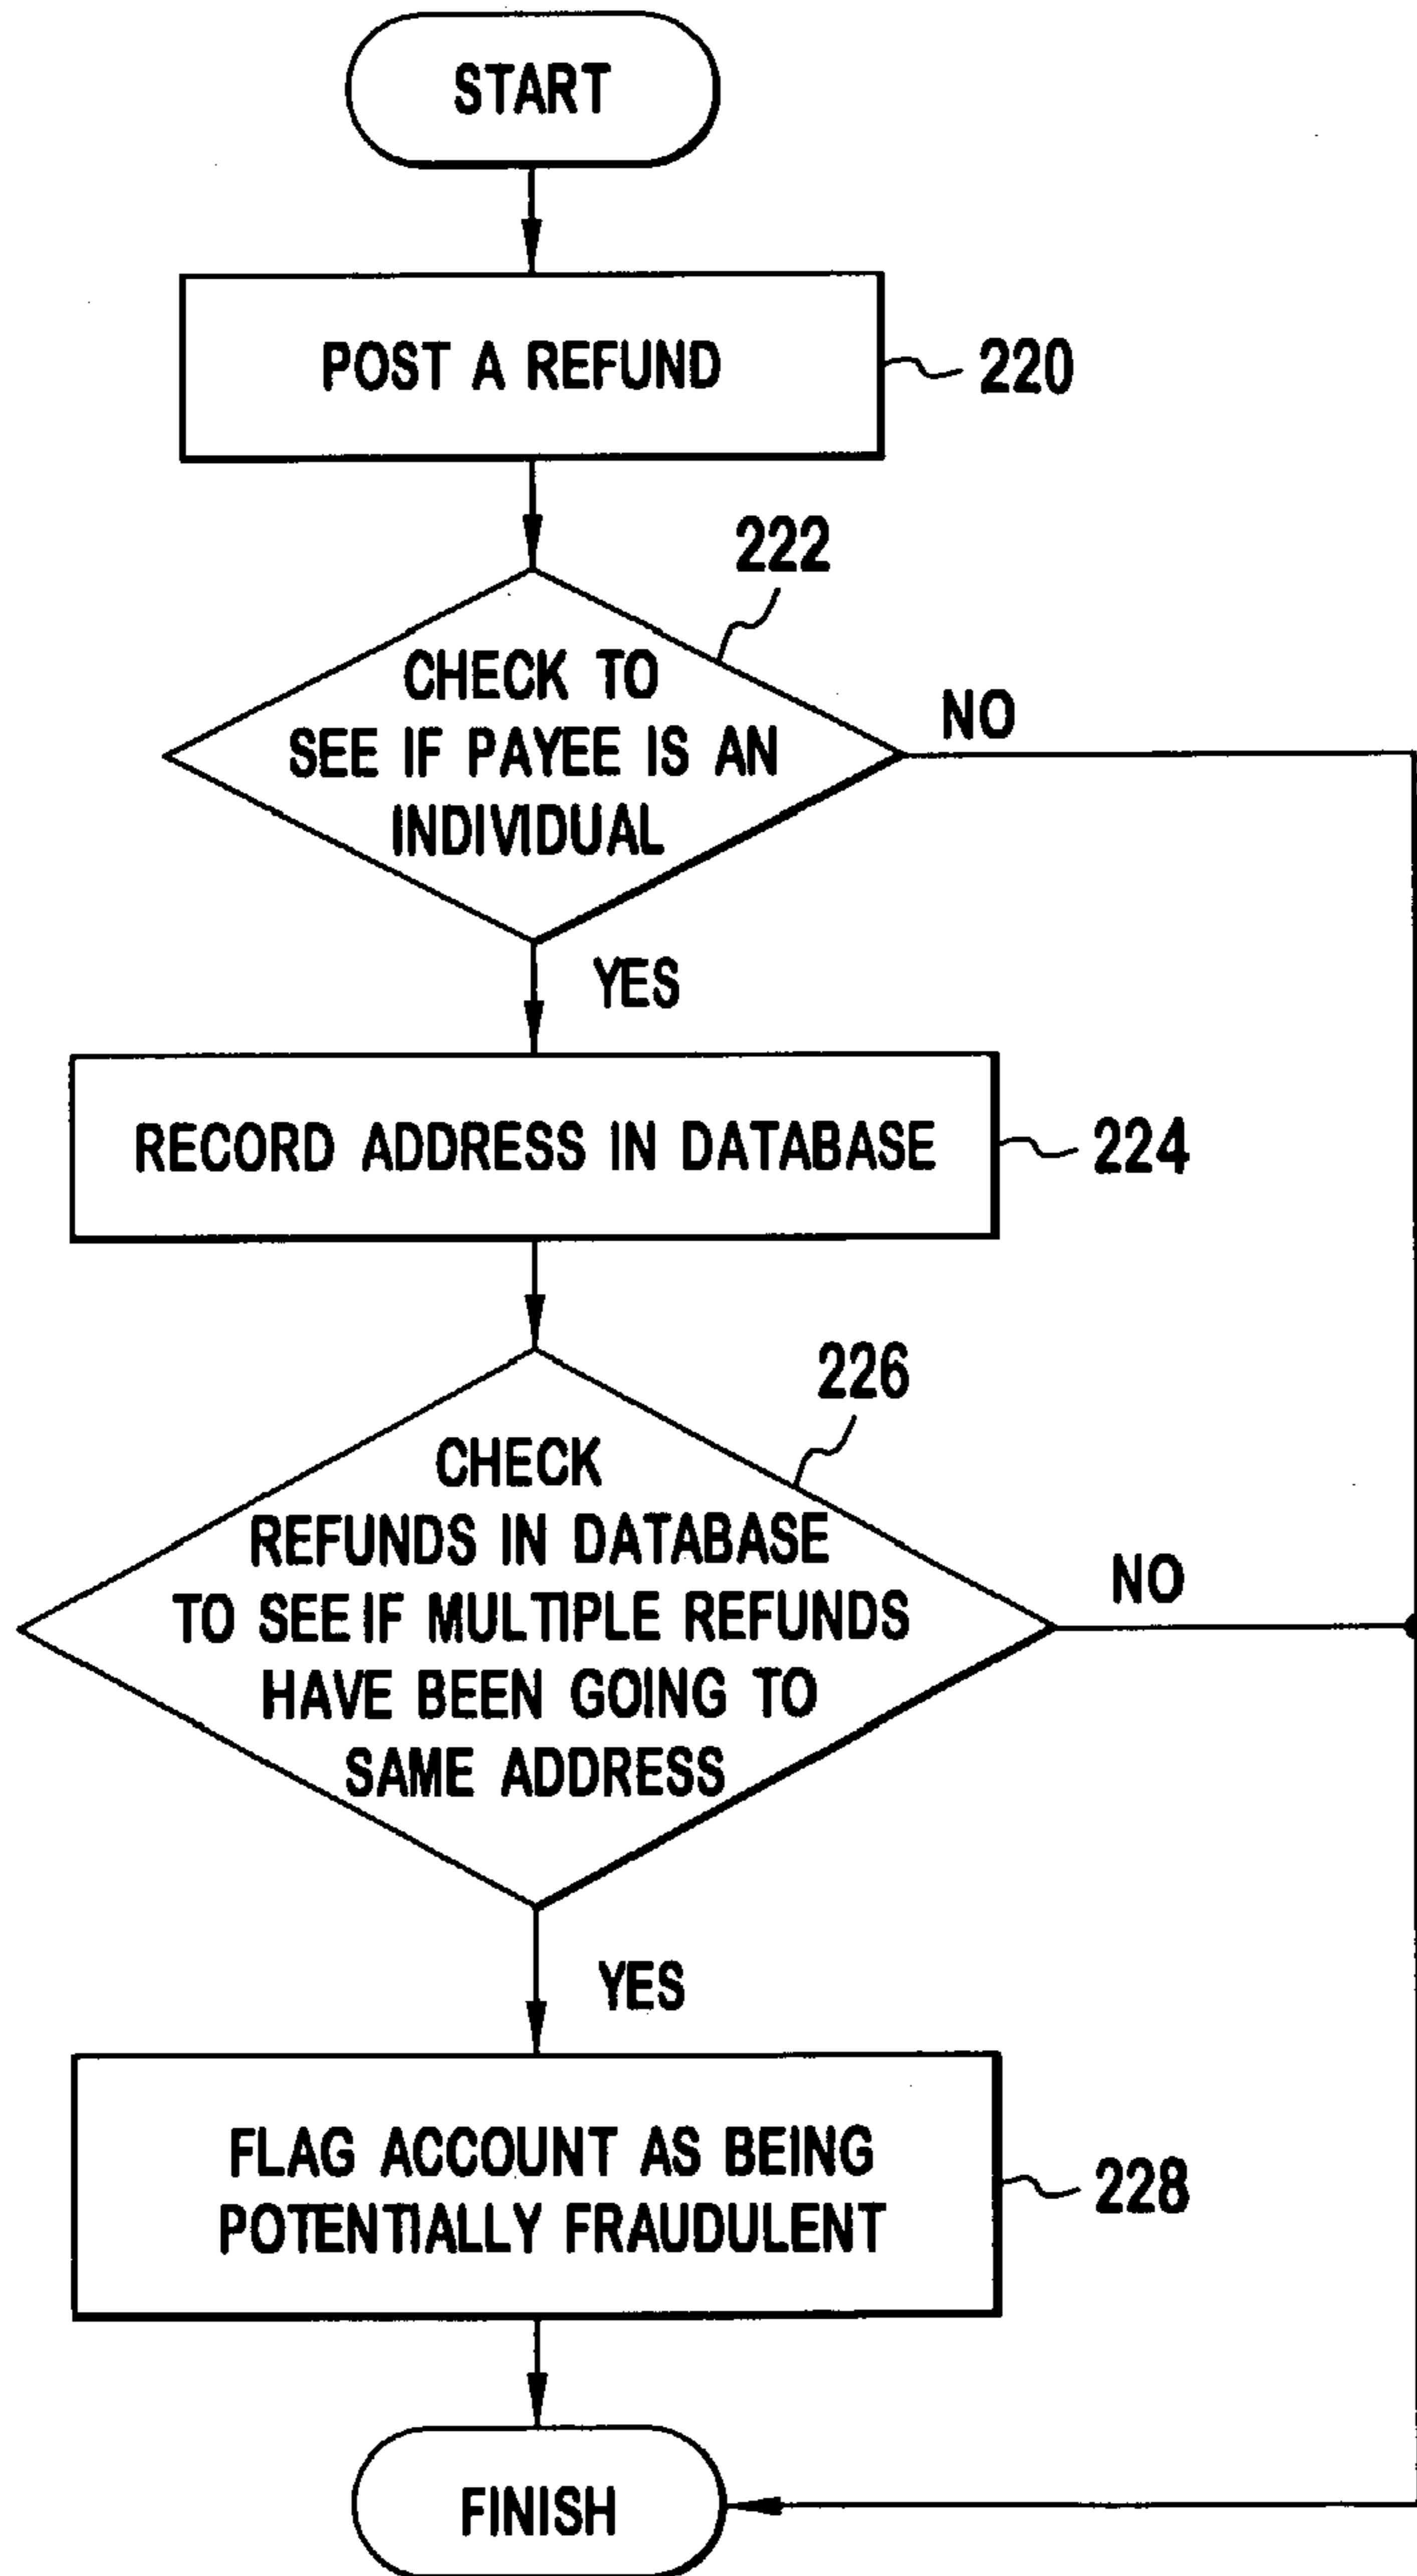 START
POST A REFUND
220
222
CHECK TO
SEE IF PAYEE IS AN
INDIVIDUAL
NO
YES
RECORD ADDRESS IN DATABASE
224
226
CHECK
REFUNDS IN DATABASE
TO SEE IF MULTIPLE REFUNDS
HAVE BEEN GOING TO
SAME ADDRESS
NO
YES
FLAG ACCOUNT AS BEING
POTENTIALLY FRAUDULENT
228
FINISH